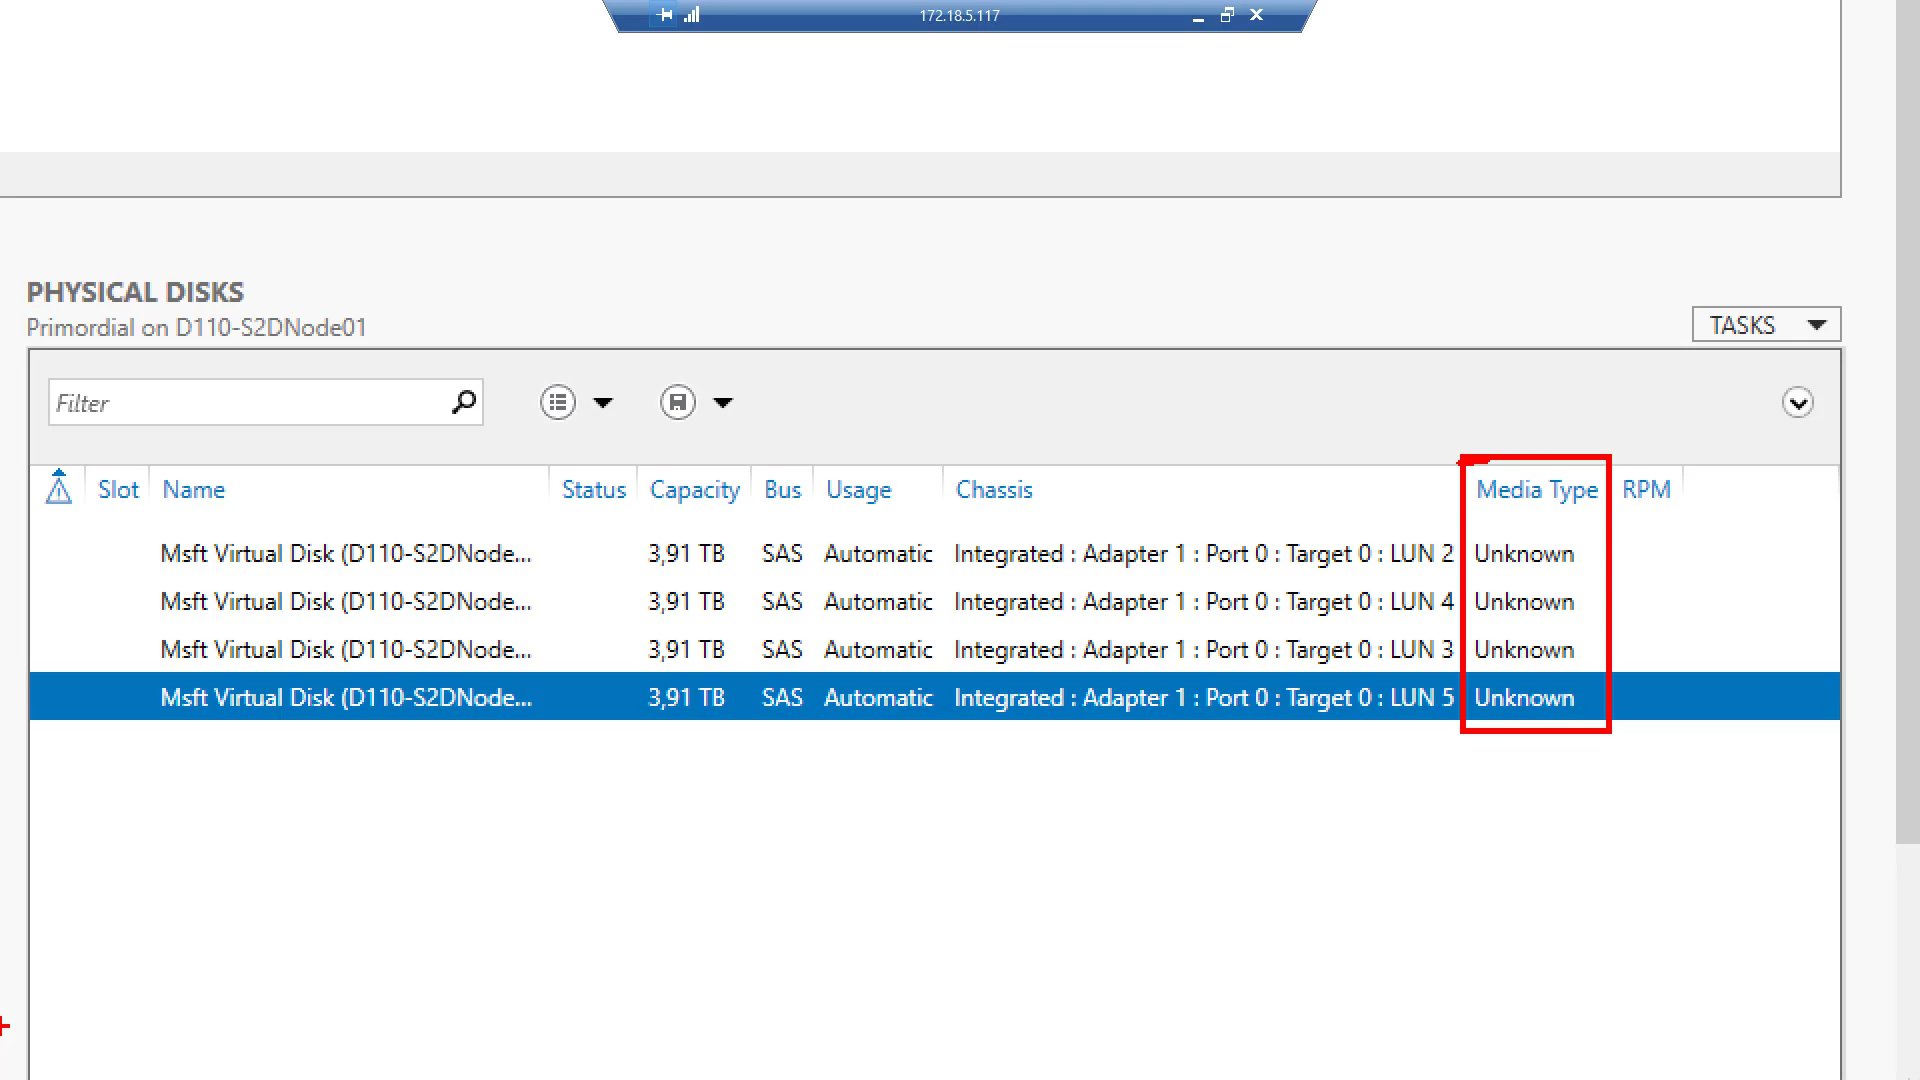 172.18.5.117
PHYSICAL DISKS
Primordial on D110-S2DNode01
TASKS
Filter
Slot Name Status Capacity Bus Usage Chassis Media Type RPM
Msft Virtual Disk (D110-S2DNode... 3,91 TB SAS Automatic Integrated : Adapter 1 : Port 0 : Target 0 : LUN 2 Unknown
Msft Virtual Disk (D110-S2DNode... 3,91 TB SAS Automatic Integrated : Adapter 1 : Port 0 : Target 0 : LUN 4 Unknown
Msft Virtual Disk (D110-S2DNode... 3,91 TB SAS Automatic Integrated : Adapter 1 : Port 0 : Target 0 : LUN 3 Unknown
Msft Virtual Disk (D110-S2DNode... 3,91 TB SAS Automatic Integrated : Adapter 1 : Port 0 : Target 0 : LUN 5 Unknown